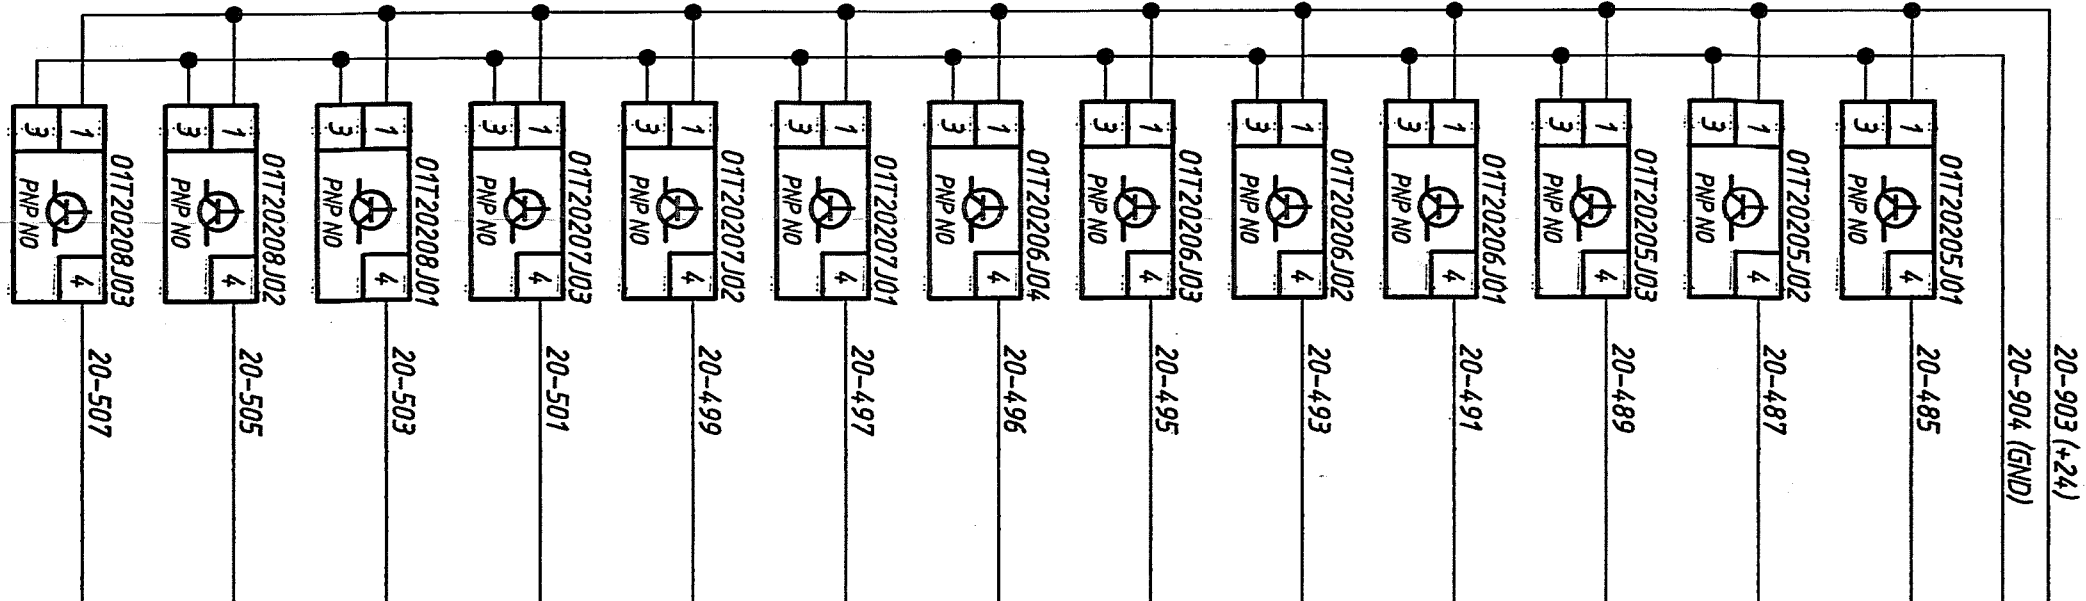 20-903 (+24)
20-904 (GND)
1
3
01T20205J01
PNP NO
4
20-485
1
3
01T20205J02
PNP NO
4
20-487
1
3
01T20205J03
PNP NO
4
20-489
1
3
01T20206J01
PNP NO
4
20-491
1
3
01T20206J02
PNP NO
4
20-493
1
3
01T20206J03
PNP NO
4
20-495
1
3
01T20206J04
PNP NO
4
20-496
1
3
01T20207J01
PNP NO
4
20-497
1
3
01T20207J02
PNP NO
4
20-499
1
3
01T20207J03
PNP NO
4
20-501
1
3
01T20208J01
PNP NO
4
20-503
1
3
01T20208J02
PNP NO
4
20-505
1
3
01T20208J03
PNP NO
4
20-507